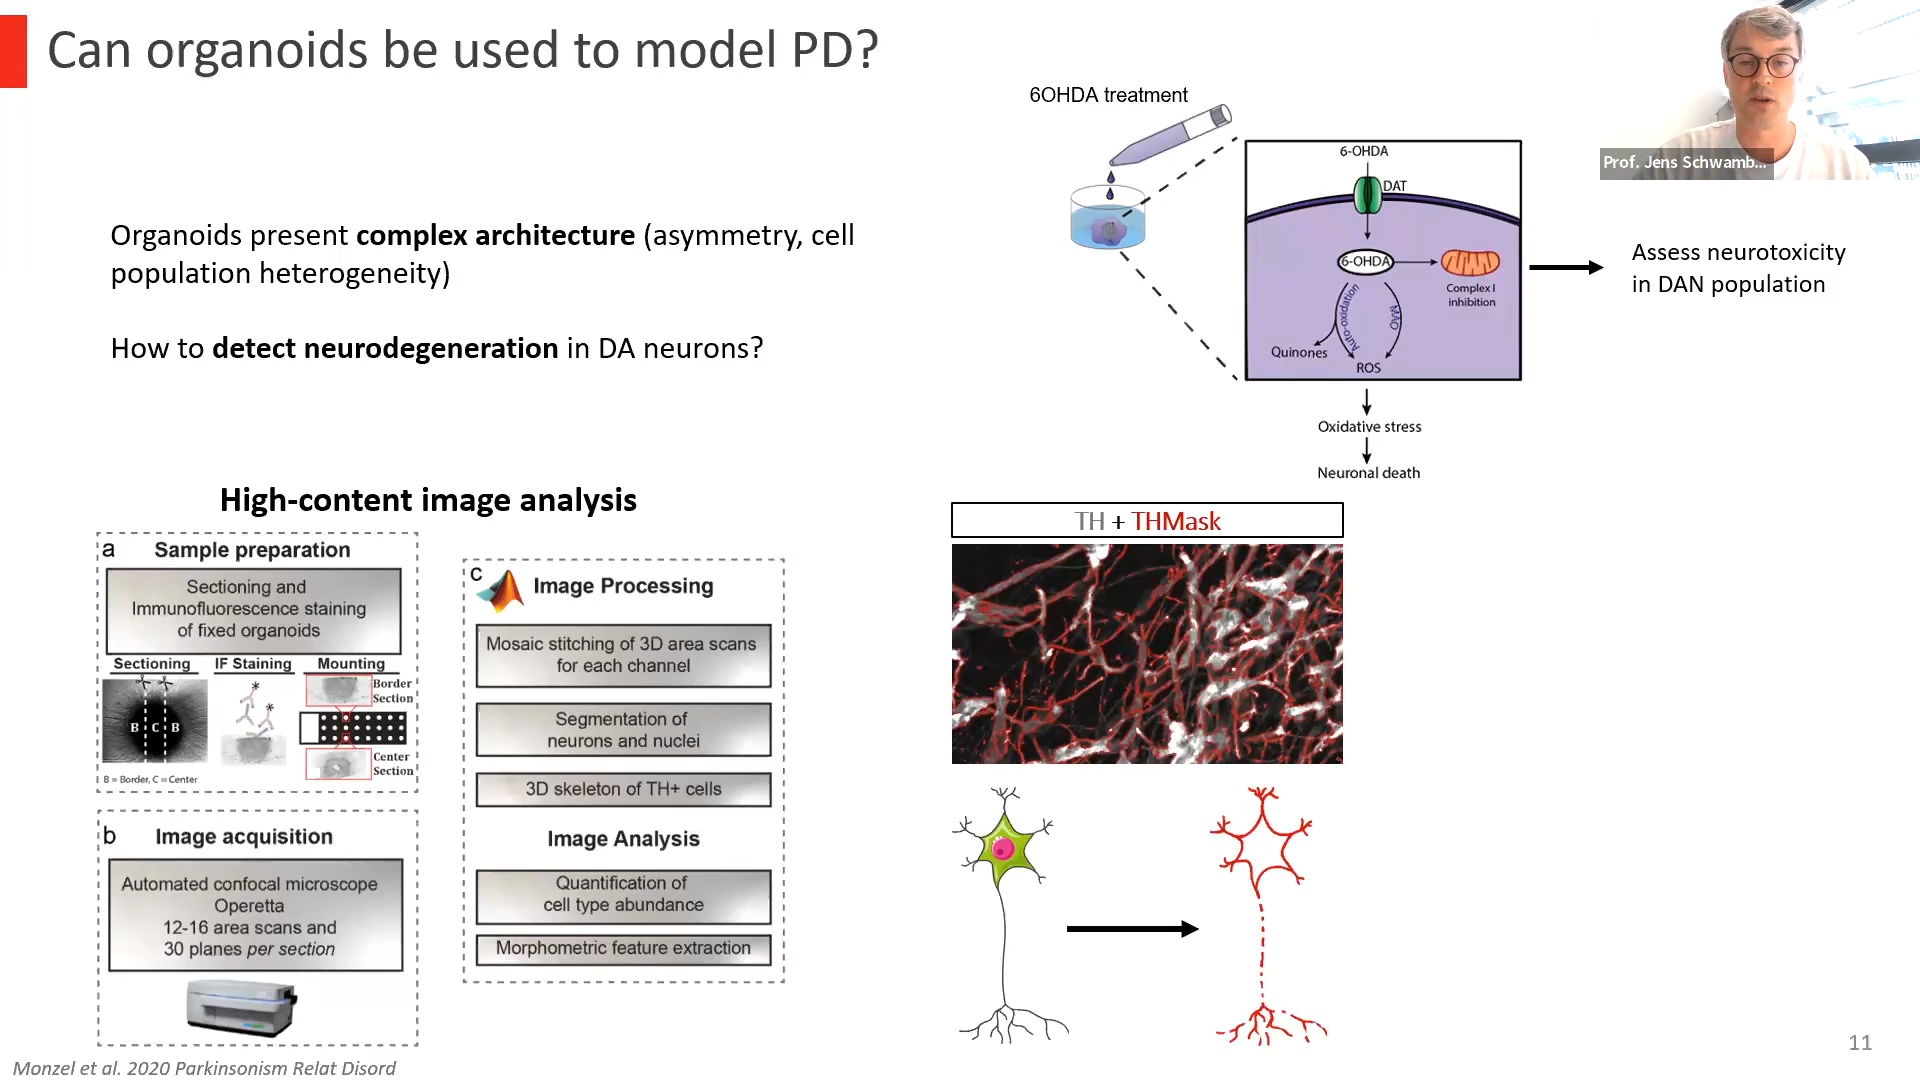 Can organoids be used to model PD?
Prof. Jens Schwamb...
Organoids present complex architecture (asymmetry, cell
population heterogeneity)
How to detect neurodegeneration in DA neurons?
6OHDA treatment
6-OHDA
DAT
6-OHDA
Complex I
inhibition
Auto-oxidation
MAO
Quinones
ROS
Oxidative stress
Neuronal death
Assess neurotoxicity
in DAN population
High-content image analysis
a
Sample preparation
Sectioning and
Immunofluorescence staining
of fixed organoids
Sectioning
IF Staining
Mounting
B C B
* *
Border
Section
Center
Section
B = Border, C = Center
b
Image acquisition
Automated confocal microscope
Operetta
12-16 area scans and
30 planes per section
c
Image Processing
Mosaic stitching of 3D area scans
for each channel
Segmentation of
neurons and nuclei
3D skeleton of TH+ cells
Image Analysis
Quantification of
cell type abundance
Morphometric feature extraction
TH + THMask
Monzel et al. 2020 Parkinsonism Relat Disord
11